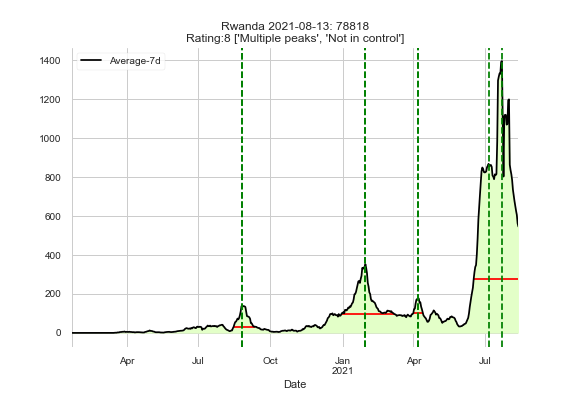 Rwanda 2021-08-13: 78818
Rating:8 ['Multiple peaks', 'Not in control']
Average-7d
1400
1200
1000
800
600
400
200
0
Apr Jul Oct Jan Apr Jul
2021
Date